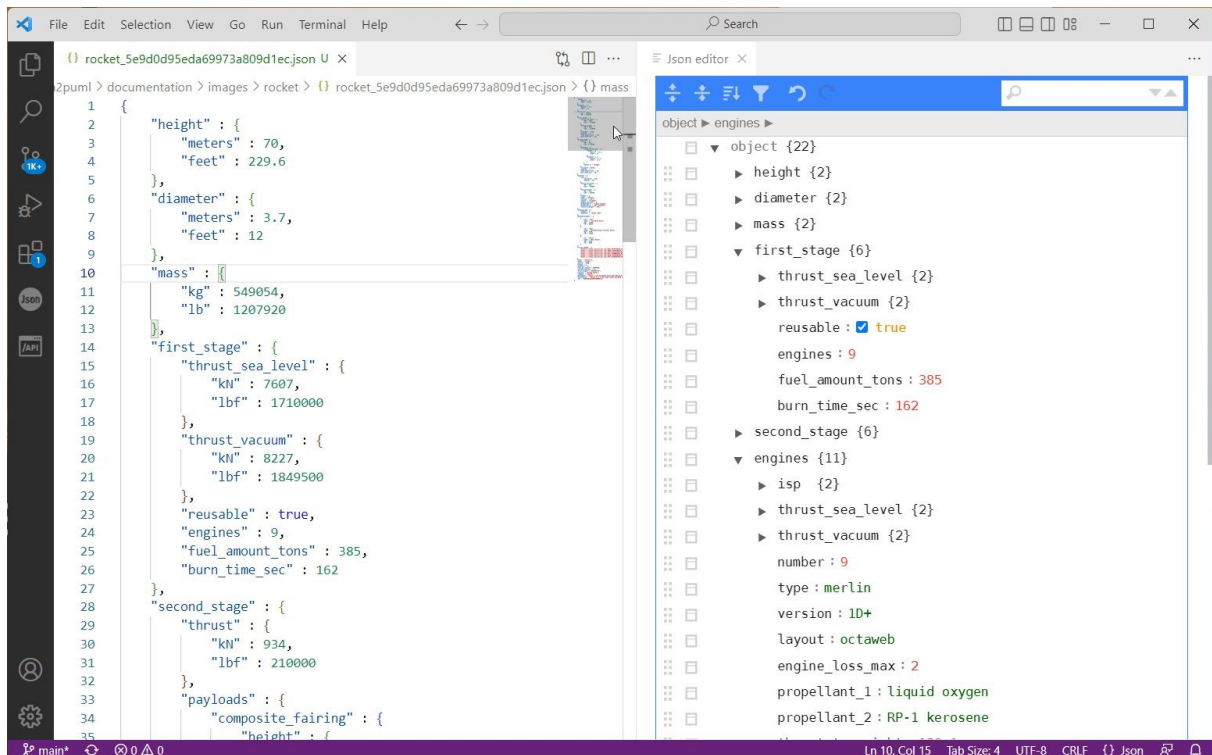 File Edit Selection View Go Run Terminal Help
Search
{} rocket_5e9d0d95eda69973a809d1ec.json U
2puml > documentation > images > rocket > {} rocket_5e9d0d95eda69973a809d1ec.json > {} mass
1 {
2 "height" : {
3 "meters" : 70,
4 "feet" : 229.6
5 },
6 "diameter" : {
7 "meters" : 3.7,
8 "feet" : 12
9 },
10 "mass" : {
11 "kg" : 549054,
12 "lb" : 1207920
13 },
14 "first_stage" : {
15 "thrust_sea_level" : {
16 "kN" : 7607,
17 "lbf" : 1710000
18 },
19 "thrust_vacuum" : {
20 "kN" : 8227,
21 "lbf" : 1849500
22 },
23 "reusable" : true,
24 "engines" : 9,
25 "fuel_amount_tons" : 385,
26 "burn_time_sec" : 162
27 },
28 "second_stage" : {
29 "thrust" : {
30 "kN" : 934,
31 "lbf" : 210000
32 },
33 "payloads" : {
34 "composite_fairing" : {
35 "height" : {
1K+
1
Json
/API
Json editor
object ▶ engines ▶
object {22}
height {2}
diameter {2}
mass {2}
first_stage {6}
thrust_sea_level {2}
thrust_vacuum {2}
reusable : true
engines : 9
fuel_amount_tons : 385
burn_time_sec : 162
second_stage {6}
engines {11}
isp {2}
thrust_sea_level {2}
thrust_vacuum {2}
number : 9
type : merlin
version : 1D+
layout : octaweb
engine_loss_max : 2
propellant_1 : liquid oxygen
propellant_2 : RP-1 kerosene
main* 0 0 Ln 10, Col 15 Tab Size: 4 UTF-8 CRLF {} Json